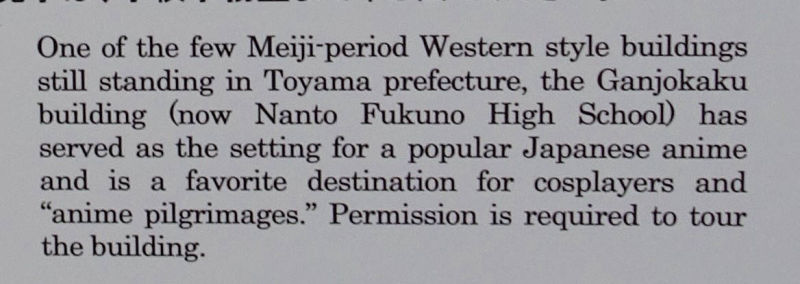 One of the few Meiji-period Western style buildings
still standing in Toyama prefecture, the Ganjokaku
building (now Nanto Fukuno High School) has
served as the setting for a popular Japanese anime
and is a favorite destination for cosplayers and
“anime pilgrimages.” Permission is required to tour
the building.